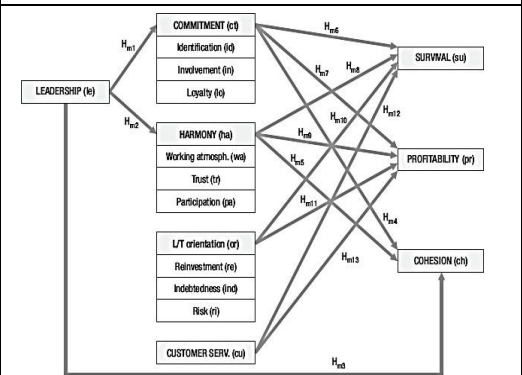 COMMITMENT (ct)
Identification (id)
Involvement (in)
Loyalty (lo)
LEADERSHIP (le)
HARMONY (ha)
Working atmosph. (wa)
Trust (tr)
Participation (pa)
L/T orientation (or)
Reinvestment (re)
Indebtedness (ind)
Risk (ri)
CUSTOMER SERV. (cu)
SURVIVAL (su)
PROFITABILITY (pr)
COHESION (ch)
Hm1
Hm2
Hm6
Hm8
Hm7
Hm12
Hm10
Hm9
Hm5
Hm11
Hm4
Hm13
Hm3